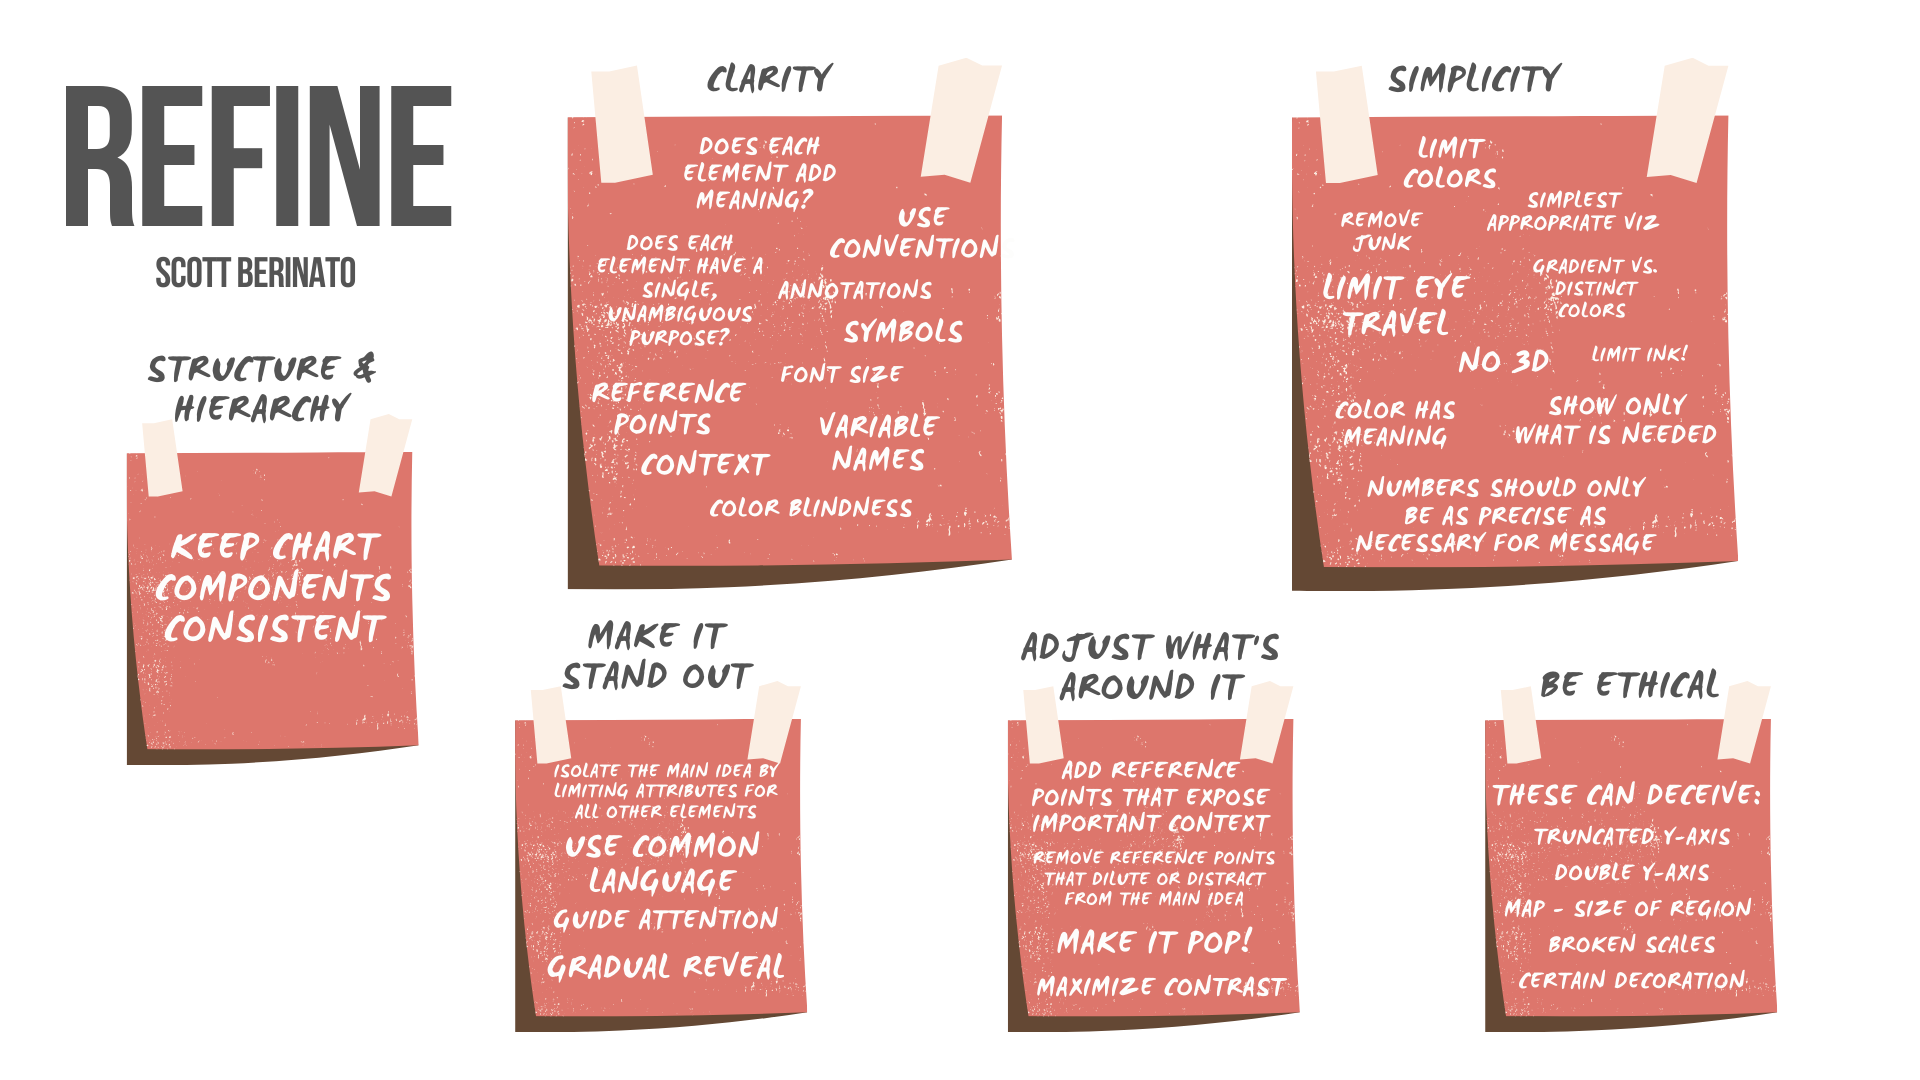 REFINE
SCOTT BERINATO
STRUCTURE &
HIERARCHY
KEEP CHART
COMPONENTS
CONSISTENT
CLARITY
DOES EACH
ELEMENT ADD
MEANING?
USE
CONVENTION
DOES EACH
ELEMENT HAVE A
SINGLE,
UNAMBIGUOUS
PURPOSE?
ANNOTATIONS
SYMBOLS
FONT SIZE
REFERENCE
POINTS
VARIABLE
NAMES
CONTEXT
COLOR BLINDNESS
SIMPLICITY
LIMIT
COLORS
SIMPLEST
APPROPRIATE VIZ
REMOVE
JUNK
GRADIENT VS.
DISTINCT
COLORS
LIMIT EYE
TRAVEL
NO 3D
LIMIT INK!
COLOR HAS
MEANING
SHOW ONLY
WHAT IS NEEDED
NUMBERS SHOULD ONLY
BE AS PRECISE AS
NECESSARY FOR MESSAGE
MAKE IT
STAND OUT
ISOLATE THE MAIN IDEA BY
LIMITING ATTRIBUTES FOR
ALL OTHER ELEMENTS
USE COMMON
LANGUAGE
GUIDE ATTENTION
GRADUAL REVEAL
ADJUST WHAT'S
AROUND IT
ADD REFERENCE
POINTS THAT EXPOSE
IMPORTANT CONTEXT
REMOVE REFERENCE POINTS
THAT DILUTE OR DISTRACT
FROM THE MAIN IDEA
MAKE IT POP!
MAXIMIZE CONTRAST
BE ETHICAL
THESE CAN DECEIVE:
TRUNCATED Y-AXIS
DOUBLE Y-AXIS
MAP - SIZE OF REGION
BROKEN SCALES
CERTAIN DECORATION